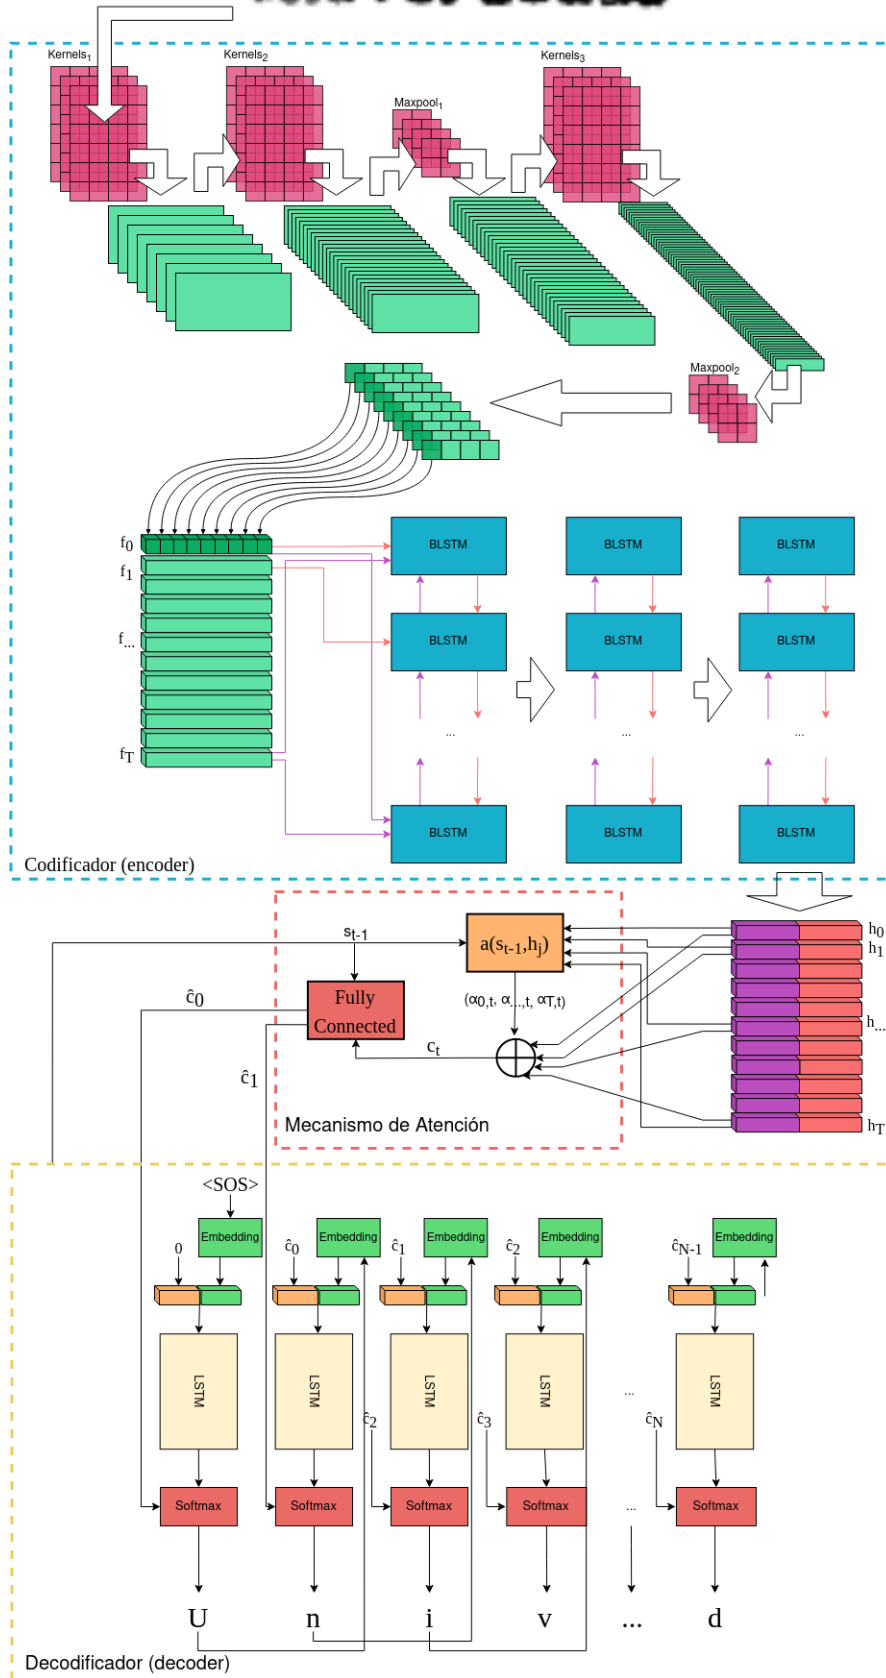 Kernels1
Kernels2
Maxpool1
Kernels3
Maxpool2
f0
f1
f...
fT
BLSTM
BLSTM
BLSTM
BLSTM
BLSTM
BLSTM
...
...
...
BLSTM
BLSTM
BLSTM
Codificador (encoder)
st-1
a(st-1,hj)
h0
h1
h...
hT
(α0,t, α...,t, αT,t)
ĉ0
Fully
Connected
ct
ĉ1
Mecanismo de Atención
<SOS>
0
Embedding
ĉ0
Embedding
ĉ1
Embedding
ĉ2
Embedding
ĉN-1
Embedding
LSTM
LSTM
LSTM
LSTM
...
LSTM
ĉ2
ĉ3
ĉN
Softmax
Softmax
Softmax
Softmax
...
Softmax
U n i v ... d
Decodificador (decoder)